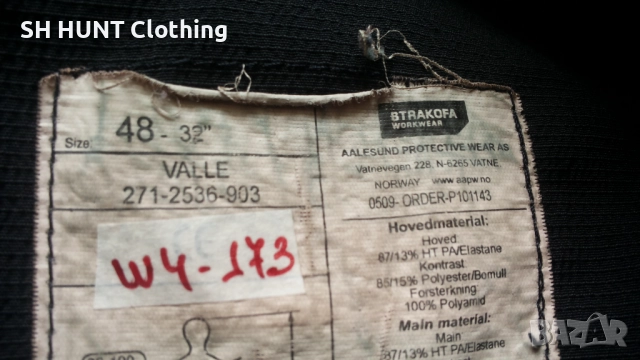 SH HUNT Clothing
Size:
48 - 32"
VALLE
271-2536-903
W4-173
STRAKOFA
WORKWEAR
AALESUND PROTECTIVE WEAR AS
Vatnevegen 228, N-6265 VATNE
NORWAY www.aapw.no
0509- ORDER-P101143
Hovedmaterial:
Hoved
87/13% HT PA/Elastane
Kontrast
85/15% Polyester/Bomull
Forsterkning
100% Polyamid
Main material:
Main
87/13% HT PA/Elastane
BAZAR